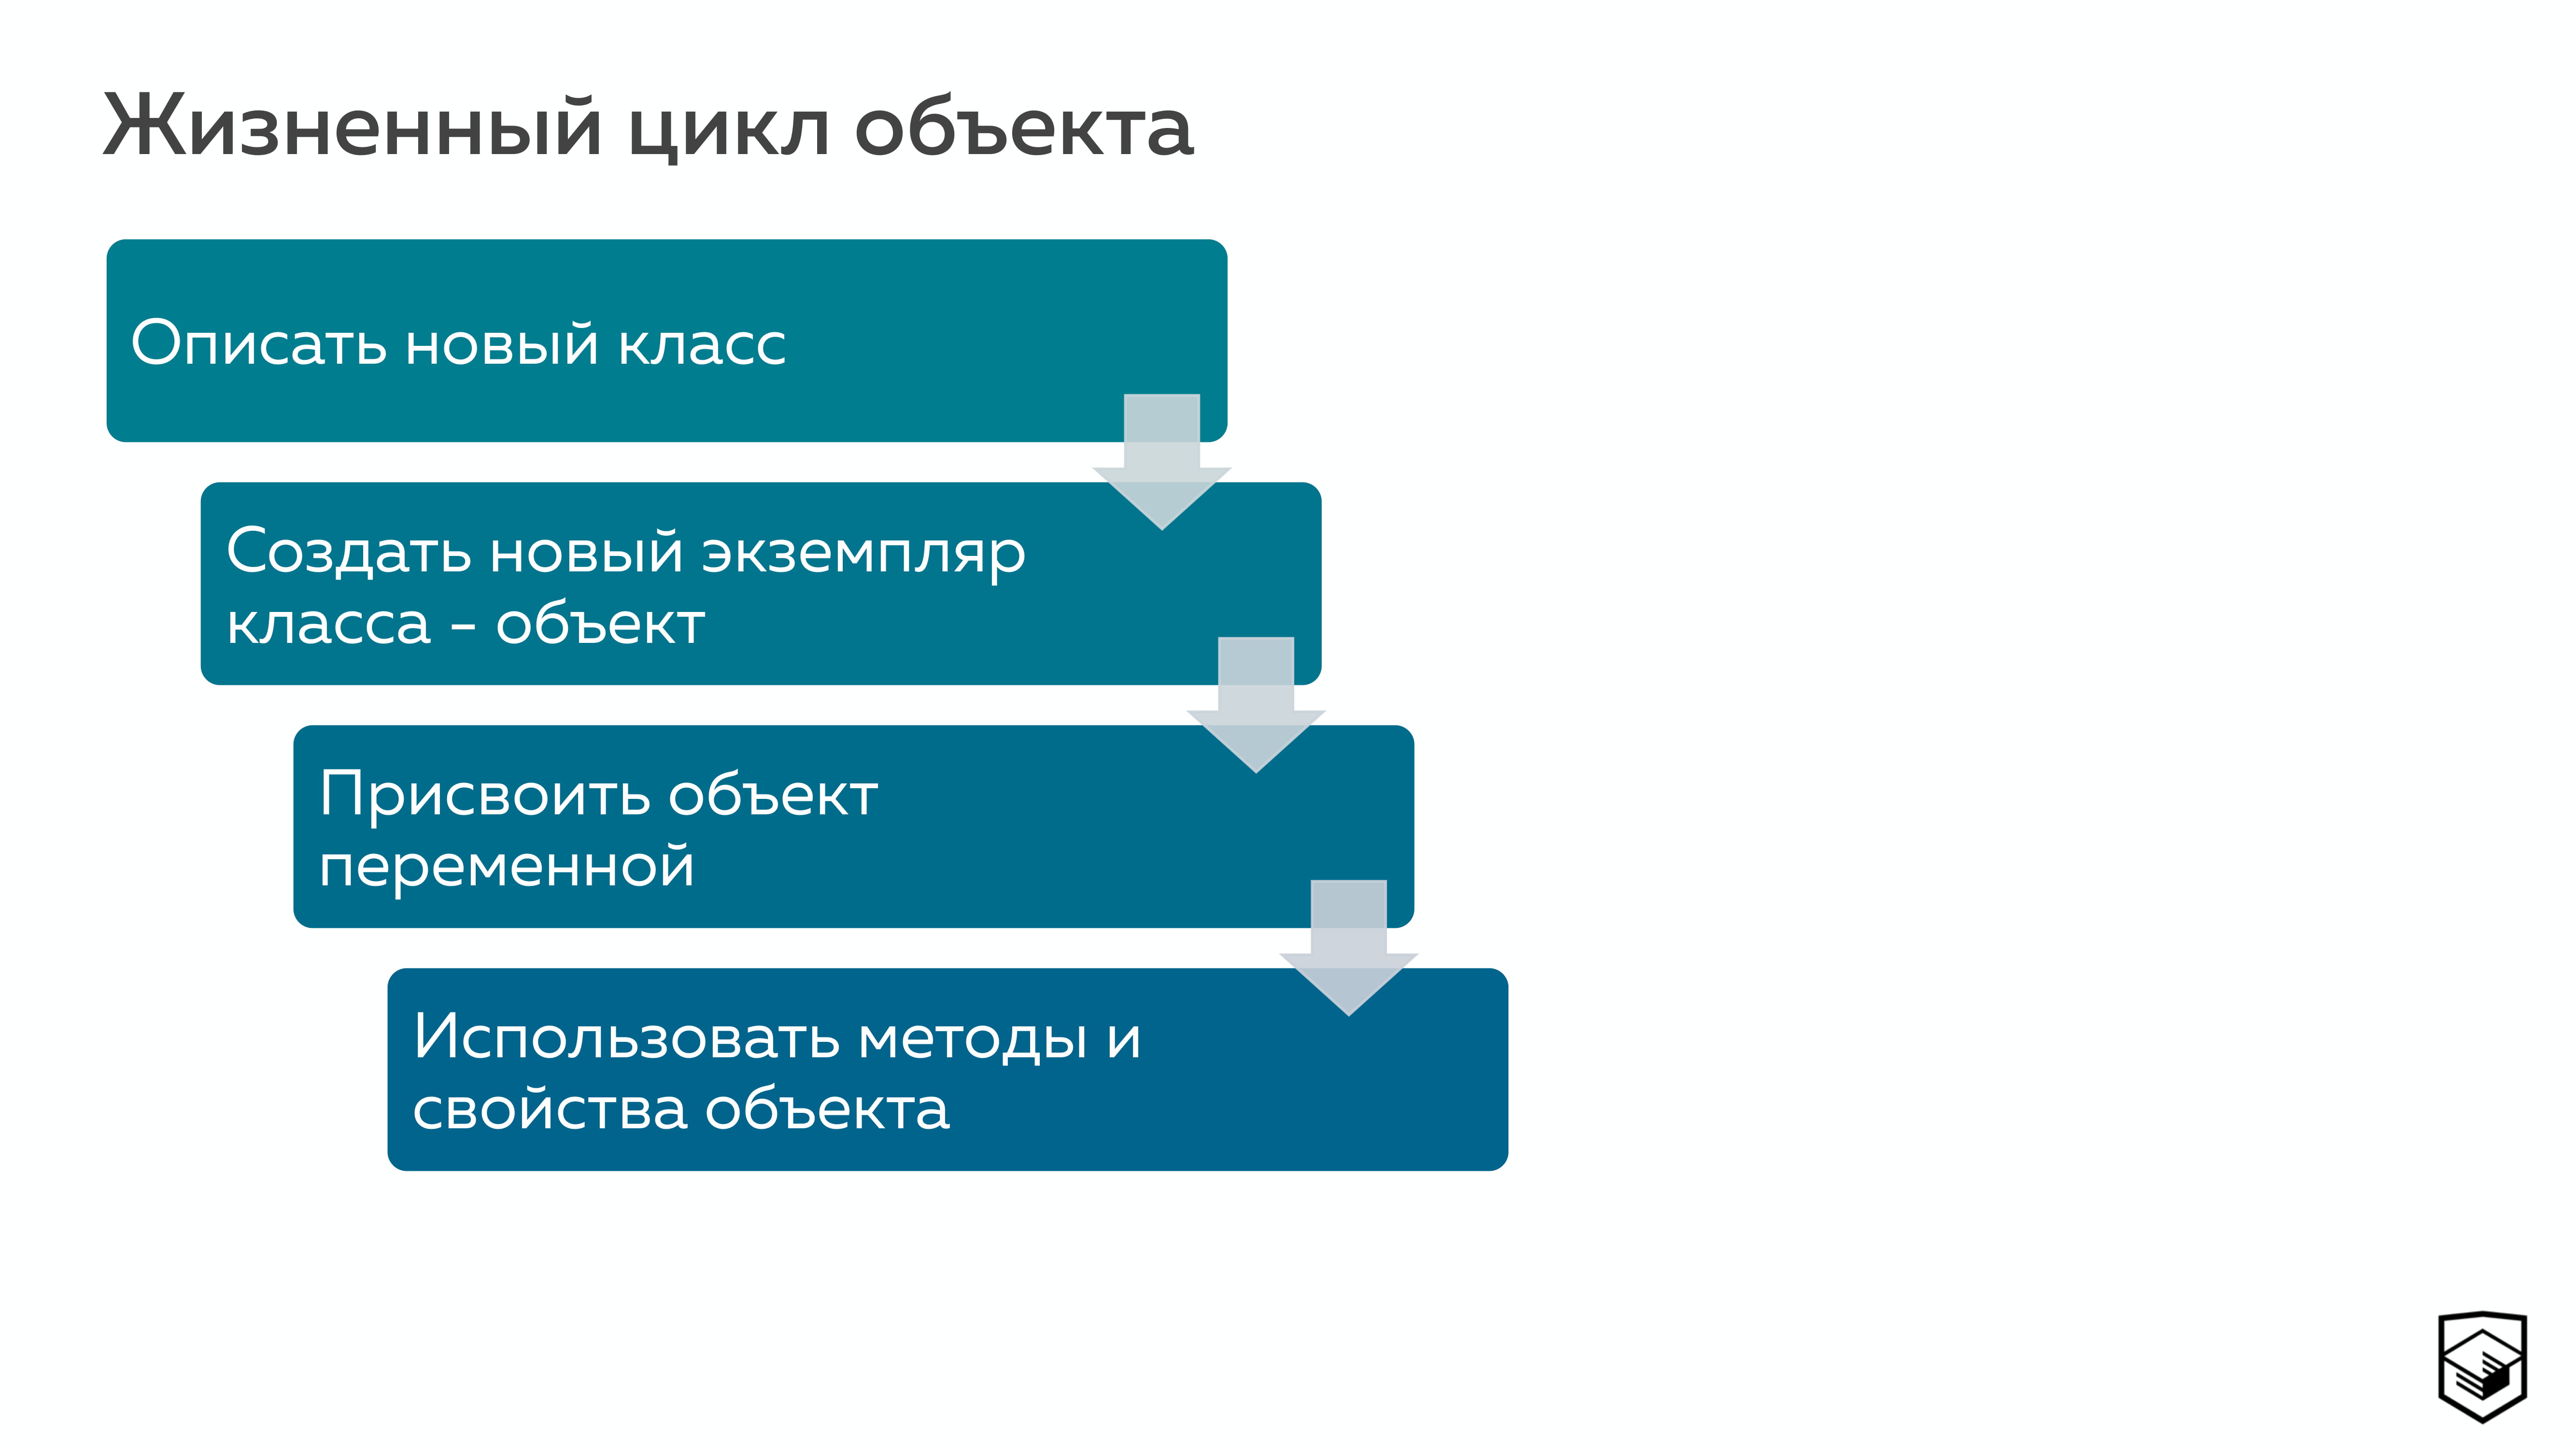 Жизненный цикл объекта
Описать новый класс
Создать новый экземпляр
класса - объект
Присвоить объект
переменной
Использовать методы и
свойства объекта